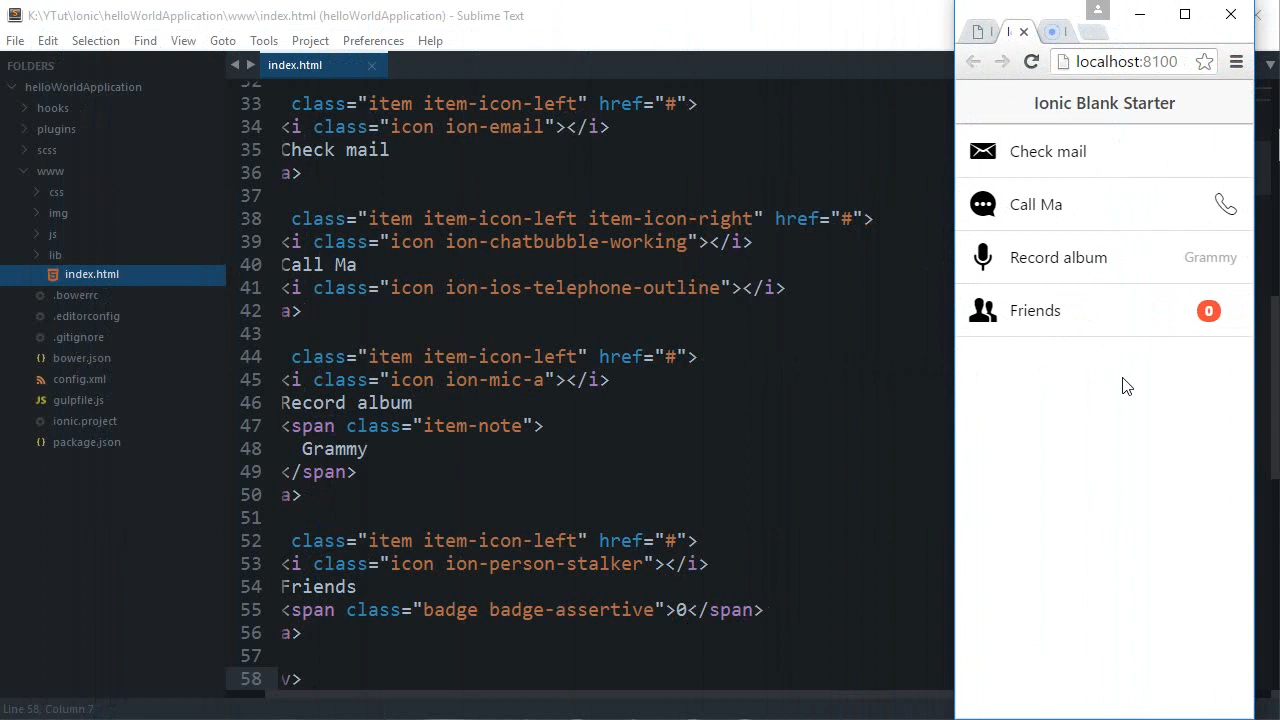 K:\YTut\Ionic\helloWorldApplication\www\index.html (helloWorldApplication) - Sublime Text
File Edit Selection Find View Goto Tools Project Preferences Help
FOLDERS
helloWorldApplication
hooks
plugins
scss
www
css
img
js
lib
index.html
.bowerrc
.editorconfig
.gitignore
bower.json
config.xml
gulpfile.js
ionic.project
package.json
index.html
33 class="item item-icon-left" href="#">
34 <i class="icon ion-email"></i>
35 Check mail
36 a>
37
38 class="item item-icon-left item-icon-right" href="#">
39 <i class="icon ion-chatbubble-working"></i>
40 Call Ma
41 <i class="icon ion-ios-telephone-outline"></i>
42 a>
43
44 class="item item-icon-left" href="#">
45 <i class="icon ion-mic-a"></i>
46 Record album
47 <span class="item-note">
48 Grammy
49 </span>
50 a>
51
52 class="item item-icon-left" href="#">
53 <i class="icon ion-person-stalker"></i>
54 Friends
55 <span class="badge badge-assertive">0</span>
56 a>
57
58 v>
Line 58, Column 7
localhost:8100
Ionic Blank Starter
Check mail
Call Ma
Record album Grammy
Friends 0